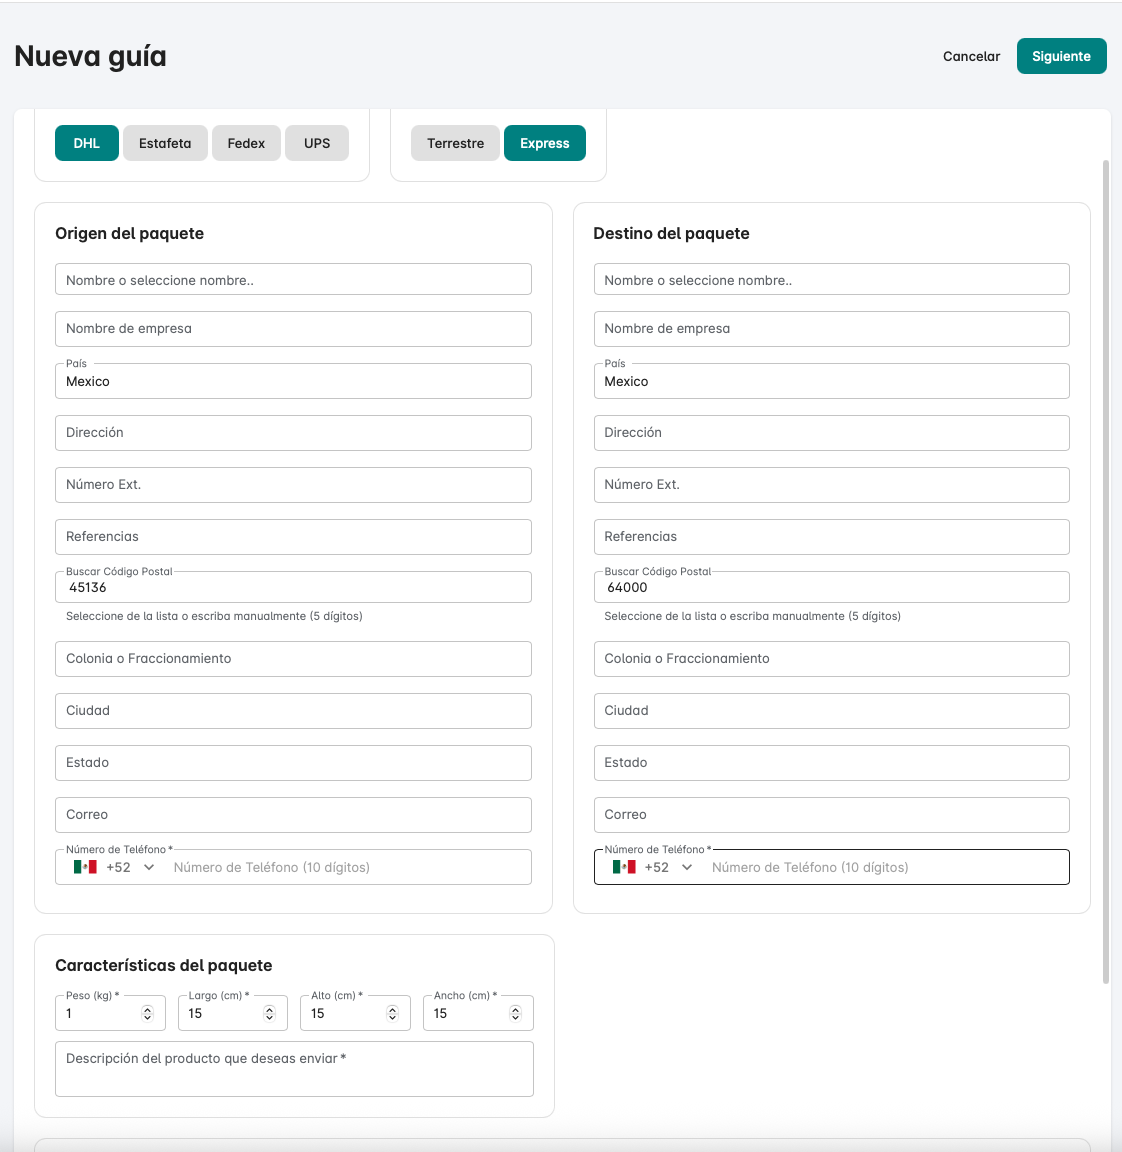 Nueva guía
Cancelar
Siguiente
DHL
Estafeta
Fedex
UPS
Terrestre
Express
Origen del paquete
Nombre o seleccione nombre..
Nombre de empresa
País
Mexico
Dirección
Número Ext.
Referencias
Buscar Código Postal
45136
Seleccione de la lista o escriba manualmente (5 dígitos)
Colonia o Fraccionamiento
Ciudad
Estado
Correo
Número de Teléfono *
+52 Número de Teléfono (10 dígitos)
Destino del paquete
Nombre o seleccione nombre..
Nombre de empresa
País
Mexico
Dirección
Número Ext.
Referencias
Buscar Código Postal
64000
Seleccione de la lista o escriba manualmente (5 dígitos)
Colonia o Fraccionamiento
Ciudad
Estado
Correo
Número de Teléfono *
+52 Número de Teléfono (10 dígitos)
Características del paquete
Peso (kg) *
1
Largo (cm) *
15
Alto (cm) *
15
Ancho (cm) *
15
Descripción del producto que deseas enviar *